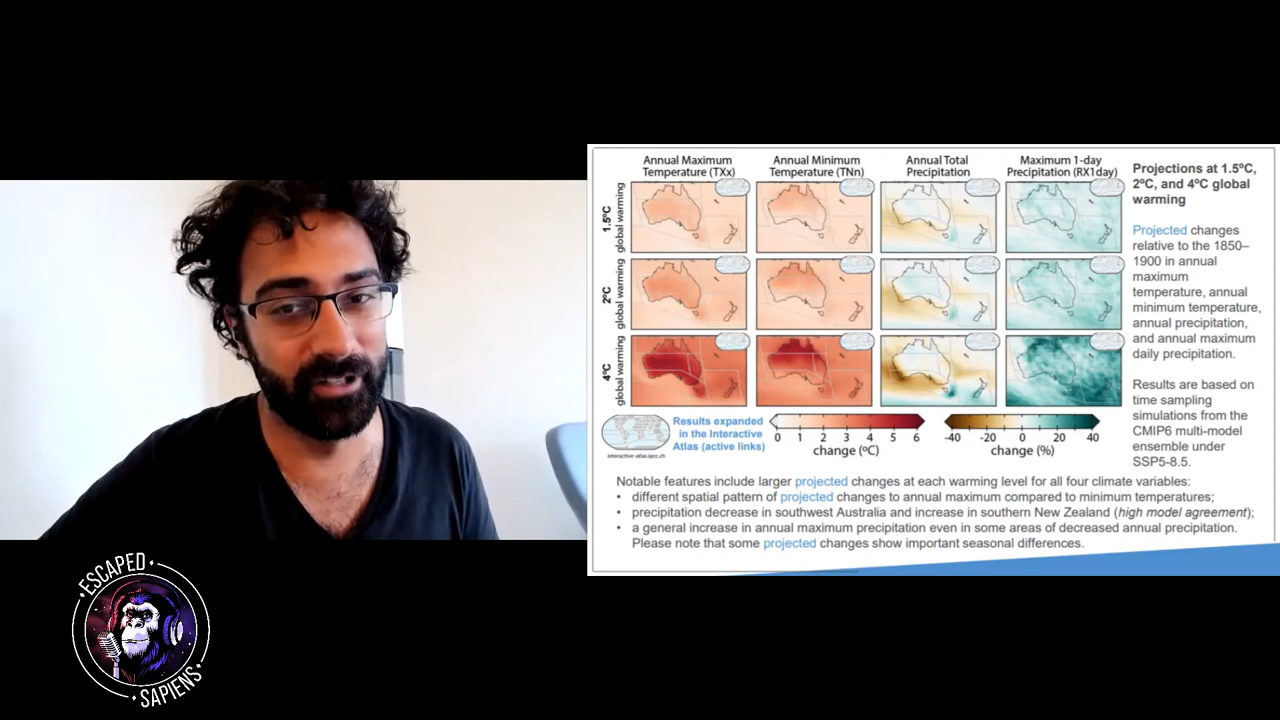 Annual Maximum
Temperature (TXx)
Annual Minimum
Temperature (TNn)
Annual Total
Precipitation
Maximum 1-day
Precipitation (RX1day)
1.5ºC
global warming
2ºC
global warming
4ºC
global warming
Projections at 1.5ºC,
2ºC, and 4ºC global
warming
Projected changes
relative to the 1850–
1900 in annual
maximum
temperature, annual
minimum temperature,
annual precipitation,
and annual maximum
daily precipitation.
Results are based on
time sampling
simulations from the
CMIP6 multi-model
ensemble under
SSP5-8.5.
interactive-atlas.ipcc.ch
Results expanded
in the Interactive
Atlas (active links)
0 1 2 3 4 5 6
change (ºC)
-40 -20 0 20 40
change (%)
Notable features include larger projected changes at each warming level for all four climate variables:
• different spatial pattern of projected changes to annual maximum compared to minimum temperatures;
• precipitation decrease in southwest Australia and increase in southern New Zealand (high model agreement);
• a general increase in annual maximum precipitation even in some areas of decreased annual precipitation.
Please note that some projected changes show important seasonal differences.
ESCAPED
SAPIENS